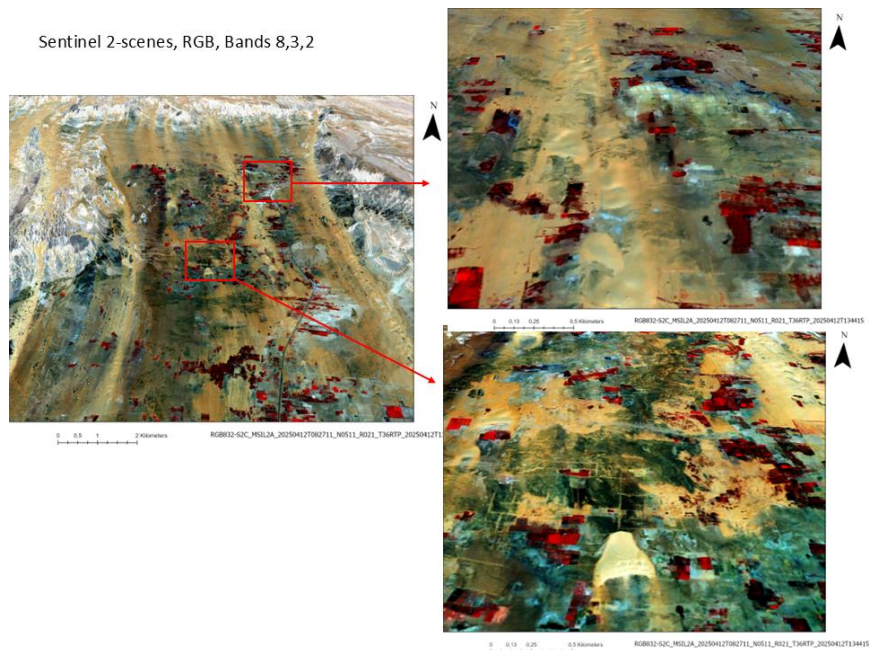 Sentinel 2-scenes, RGB, Bands 8,3,2
N
N
0 0,13 0,25 0,5 Kilometers
RGB832-S2C_MSIL2A_20250412T082711_N0511_R021_T36RTP_20250412T134415
0 0,5 1 2 Kilometers
RGB832-S2C_MSIL2A_20250412T082711_N0511_R021_T36RTP_20250412T1
N
0 0,13 0,25 0,5 Kilometers
RGB832-S2C_MSIL2A_20250412T082711_N0511_R021_T36RTP_20250412T134415